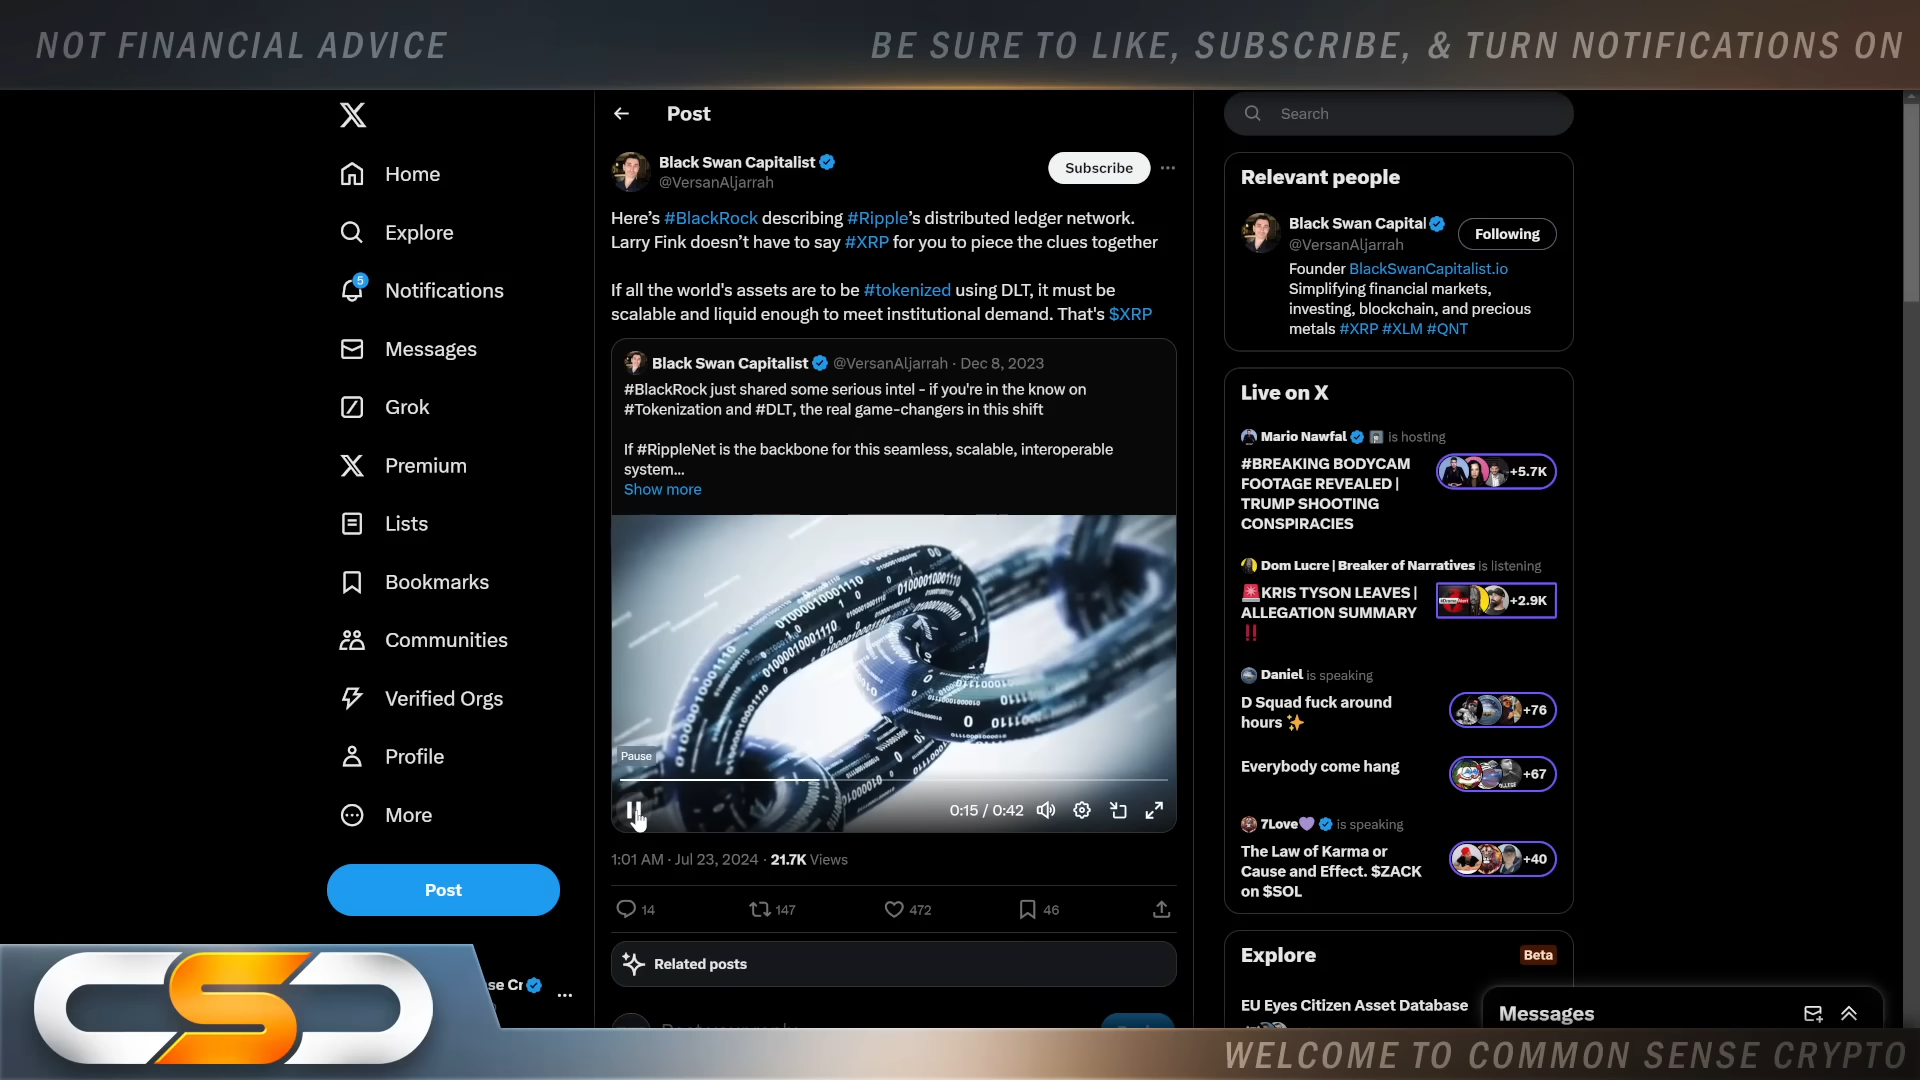 NOT FINANCIAL ADVICE
BE SURE TO LIKE, SUBSCRIBE, & TURN NOTIFICATIONS ON
Home
Explore
5
Notifications
Messages
Grok
Premium
Lists
Bookmarks
Communities
Verified Orgs
Profile
More
Post
se Cr
...
Post
Black Swan Capitalist
@VersanAljarrah
Subscribe
Here's #BlackRock describing #Ripple's distributed ledger network.
Larry Fink doesn't have to say #XRP for you to piece the clues together
If all the world's assets are to be #tokenized using DLT, it must be
scalable and liquid enough to meet institutional demand. That's $XRP
Black Swan Capitalist @VersanAljarrah · Dec 8, 2023
#BlackRock just shared some serious intel - if you're in the know on
#Tokenization and #DLT, the real game-changers in this shift
If #RippleNet is the backbone for this seamless, scalable, interoperable
system...
Show more
Pause
0:15 / 0:42
1:01 AM · Jul 23, 2024 · 21.7K Views
14
147
472
46
Related posts
Search
Relevant people
Black Swan Capital
@VersanAljarrah
Following
Founder BlackSwanCapitalist.io
Simplifying financial markets,
investing, blockchain, and precious
metals #XRP #XLM #QNT
Live on X
Mario Nawfal is hosting
#BREAKING BODYCAM
FOOTAGE REVEALED |
TRUMP SHOOTING
CONSPIRACIES
+5.7K
Dom Lucre | Breaker of Narratives is listening
🚨KRIS TYSON LEAVES |
ALLEGATION SUMMARY
‼️
+2.9K
Daniel is speaking
D Squad fuck around
hours ✨
+76
Everybody come hang
+67
7Love💜 is speaking
The Law of Karma or
Cause and Effect. $ZACK
on $SOL
+40
Explore
Beta
EU Eyes Citizen Asset Database
Messages
CSC
WELCOME TO COMMON SENSE CRYPTO